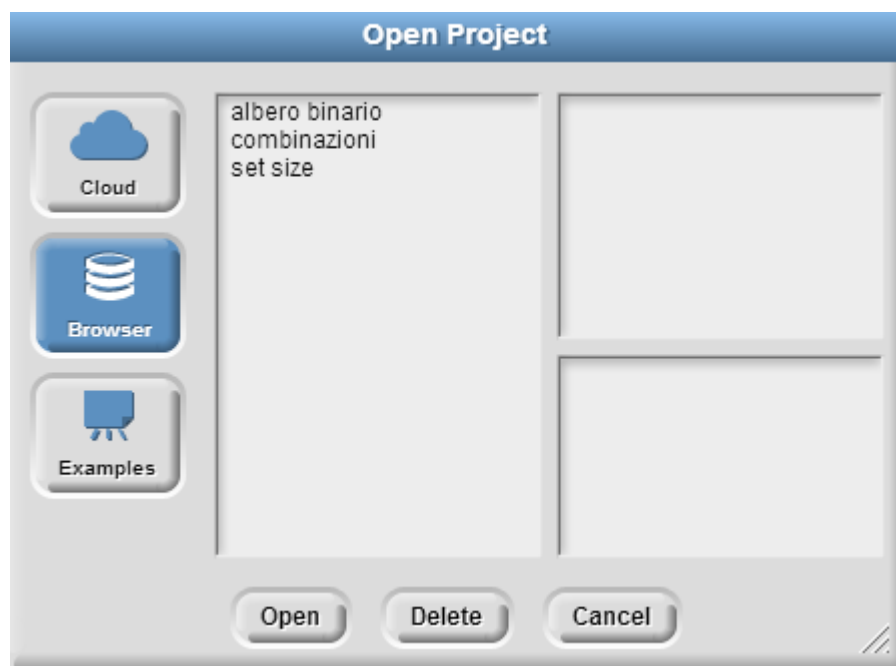 Open Project
Cloud
Browser
Examples
albero binario
combinazioni
set size
Open
Delete
Cancel